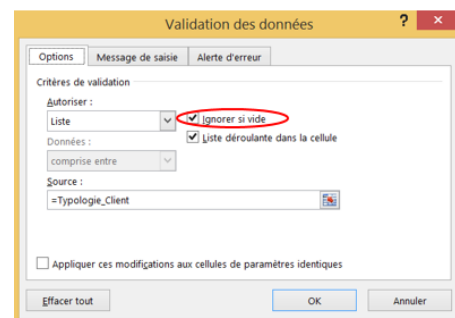 Validation des données
? ×
Options Message de saisie Alerte d'erreur
Critères de validation
Autoriser :
Liste Ignorer si vide
Données : Liste déroulante dans la cellule
comprise entre
Source :
=Typologie_Client
Appliquer ces modifications aux cellules de paramètres identiques
Effacer tout OK Annuler